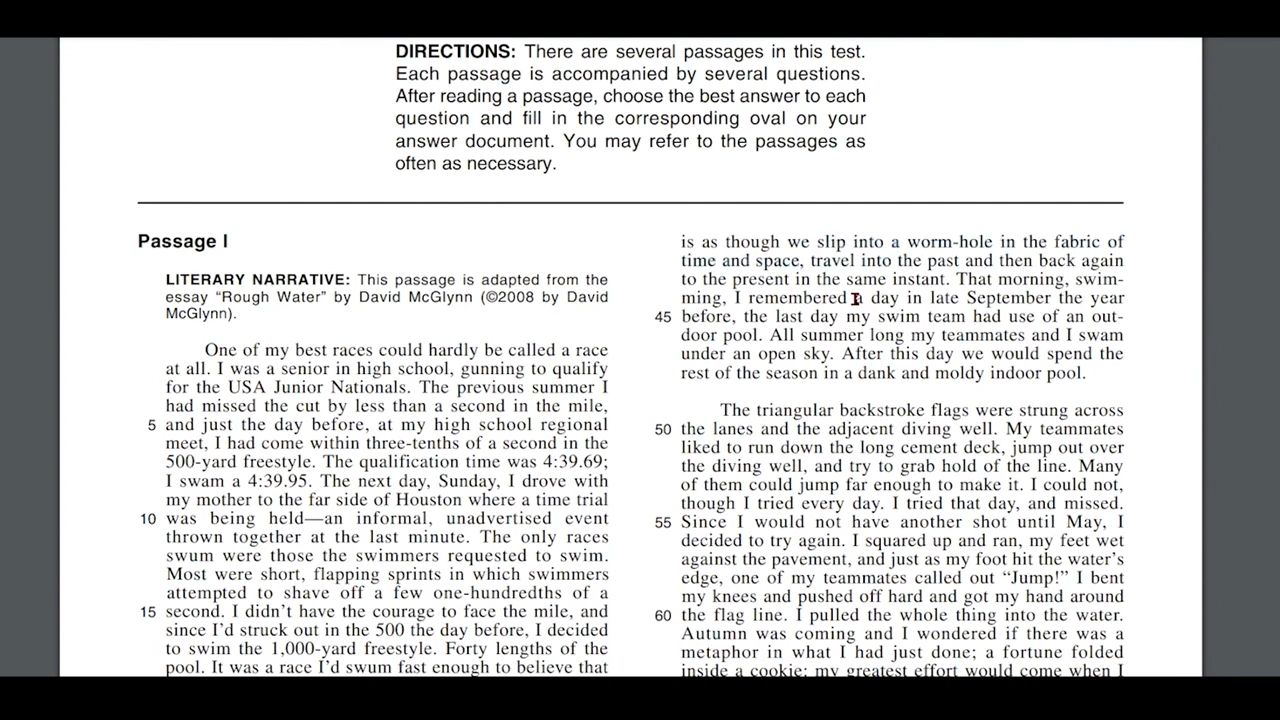 DIRECTIONS: There are several passages in this test.
Each passage is accompanied by several questions.
After reading a passage, choose the best answer to each
question and fill in the corresponding oval on your
answer document. You may refer to the passages as
often as necessary.
Passage I
LITERARY NARRATIVE: This passage is adapted from the
essay “Rough Water” by David McGlynn (©2008 by David
McGlynn).
One of my best races could hardly be called a race
at all. I was a senior in high school, gunning to qualify
for the USA Junior Nationals. The previous summer I
had missed the cut by less than a second in the mile,
5 and just the day before, at my high school regional
meet, I had come within three-tenths of a second in the
500-yard freestyle. The qualification time was 4:39.69;
I swam a 4:39.95. The next day, Sunday, I drove with
my mother to the far side of Houston where a time trial
10 was being held—an informal, unadvertised event
thrown together at the last minute. The only races
swum were those the swimmers requested to swim.
Most were short, flapping sprints in which swimmers
attempted to shave off a few one-hundredths of a
15 second. I didn’t have the courage to face the mile, and
since I’d struck out in the 500 the day before, I decided
to swim the 1,000-yard freestyle. Forty lengths of the
pool. It was a race I’d swum fast enough to believe that
is as though we slip into a worm-hole in the fabric of
time and space, travel into the past and then back again
to the present in the same instant. That morning, swim-
ming, I remembered a day in late September the year
45 before, the last day my swim team had use of an out-
door pool. All summer long my teammates and I swam
under an open sky. After this day we would spend the
rest of the season in a dank and moldy indoor pool.
The triangular backstroke flags were strung across
50 the lanes and the adjacent diving well. My teammates
liked to run down the long cement deck, jump out over
the diving well, and try to grab hold of the line. Many
of them could jump far enough to make it. I could not,
though I tried every day. I tried that day, and missed.
55 Since I would not have another shot until May, I
decided to try again. I squared up and ran, my feet wet
against the pavement, and just as my foot hit the water’s
edge, one of my teammates called out “Jump!” I bent
my knees and pushed off hard and got my hand around
60 the flag line. I pulled the whole thing into the water.
Autumn was coming and I wondered if there was a
metaphor in what I had just done; a fortune folded
inside a cookie: my greatest effort would come when I